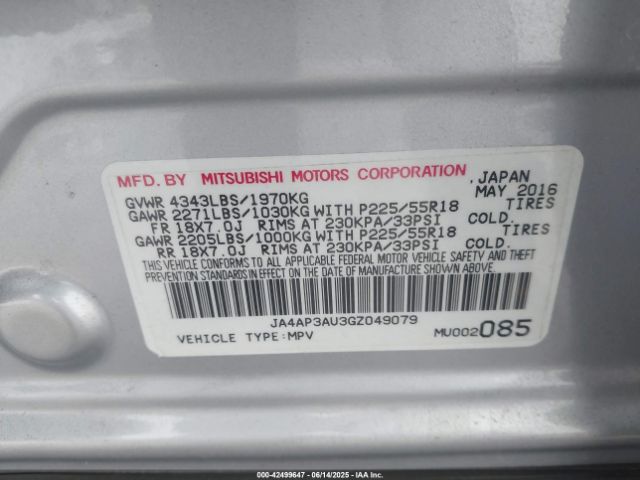 MFD. BY MITSUBISHI MOTORS CORPORATION, JAPAN
GVWR 4343LBS/1970KG MAY 2016
GAWR 2271LBS/1030KG WITH P225/55R18 TIRES
FR 18X7.0J RIMS AT 230KPA/33PSI COLD.
GAWR 2205LBS/1000KG WITH P225/55R18 TIRES
RR 18X7.0J RIMS AT 230KPA/33PSI COLD.
THIS VEHICLE CONFORMS TO ALL APPLICABLE FEDERAL MOTOR VEHICLE SAFETY AND THEFT
PREVENTION STANDARDS IN EFFECT ON THE DATE OF MANUFACTURE SHOWN ABOVE.
JA4AP3AU3GZ049079
VEHICLE TYPE:MPV MU002085
00-42499647 | 06/14/2025 | IAAI.COM